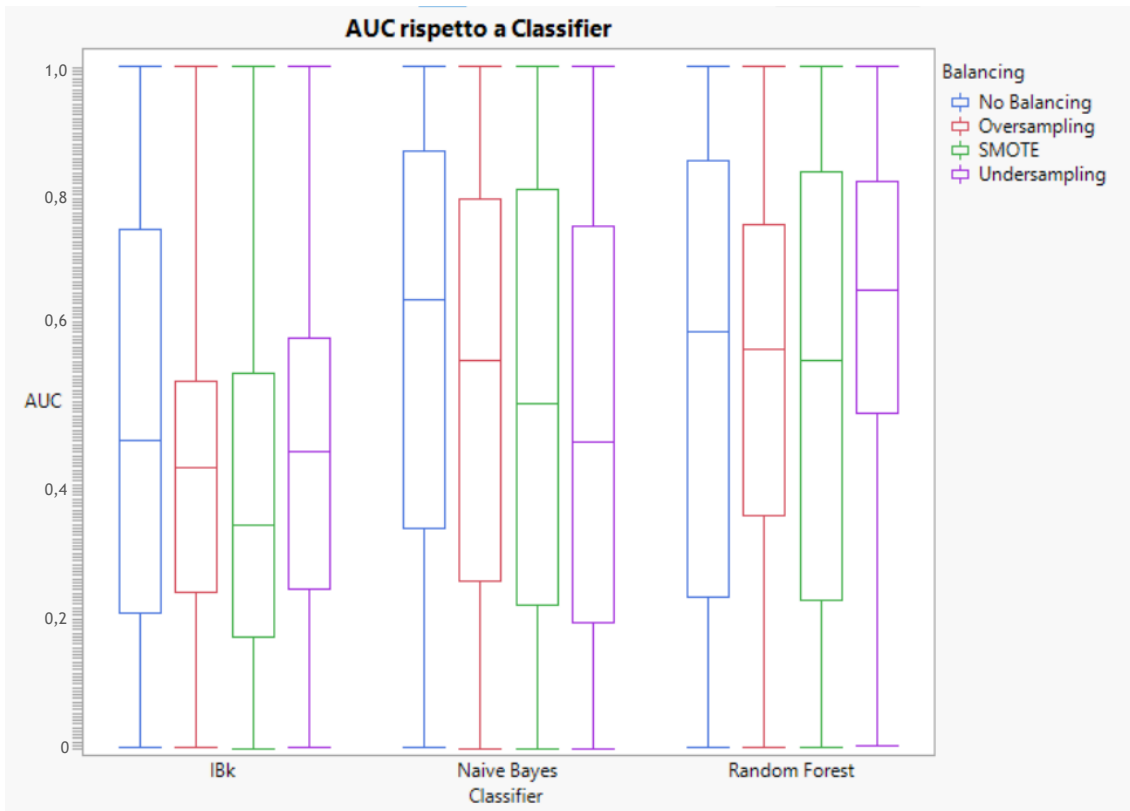 AUC rispetto a Classifier
1,0
0,8
0,6
AUC
0,4
0,2
0
IBk
Naive Bayes
Random Forest
Classifier
Balancing
No Balancing
Oversampling
SMOTE
Undersampling